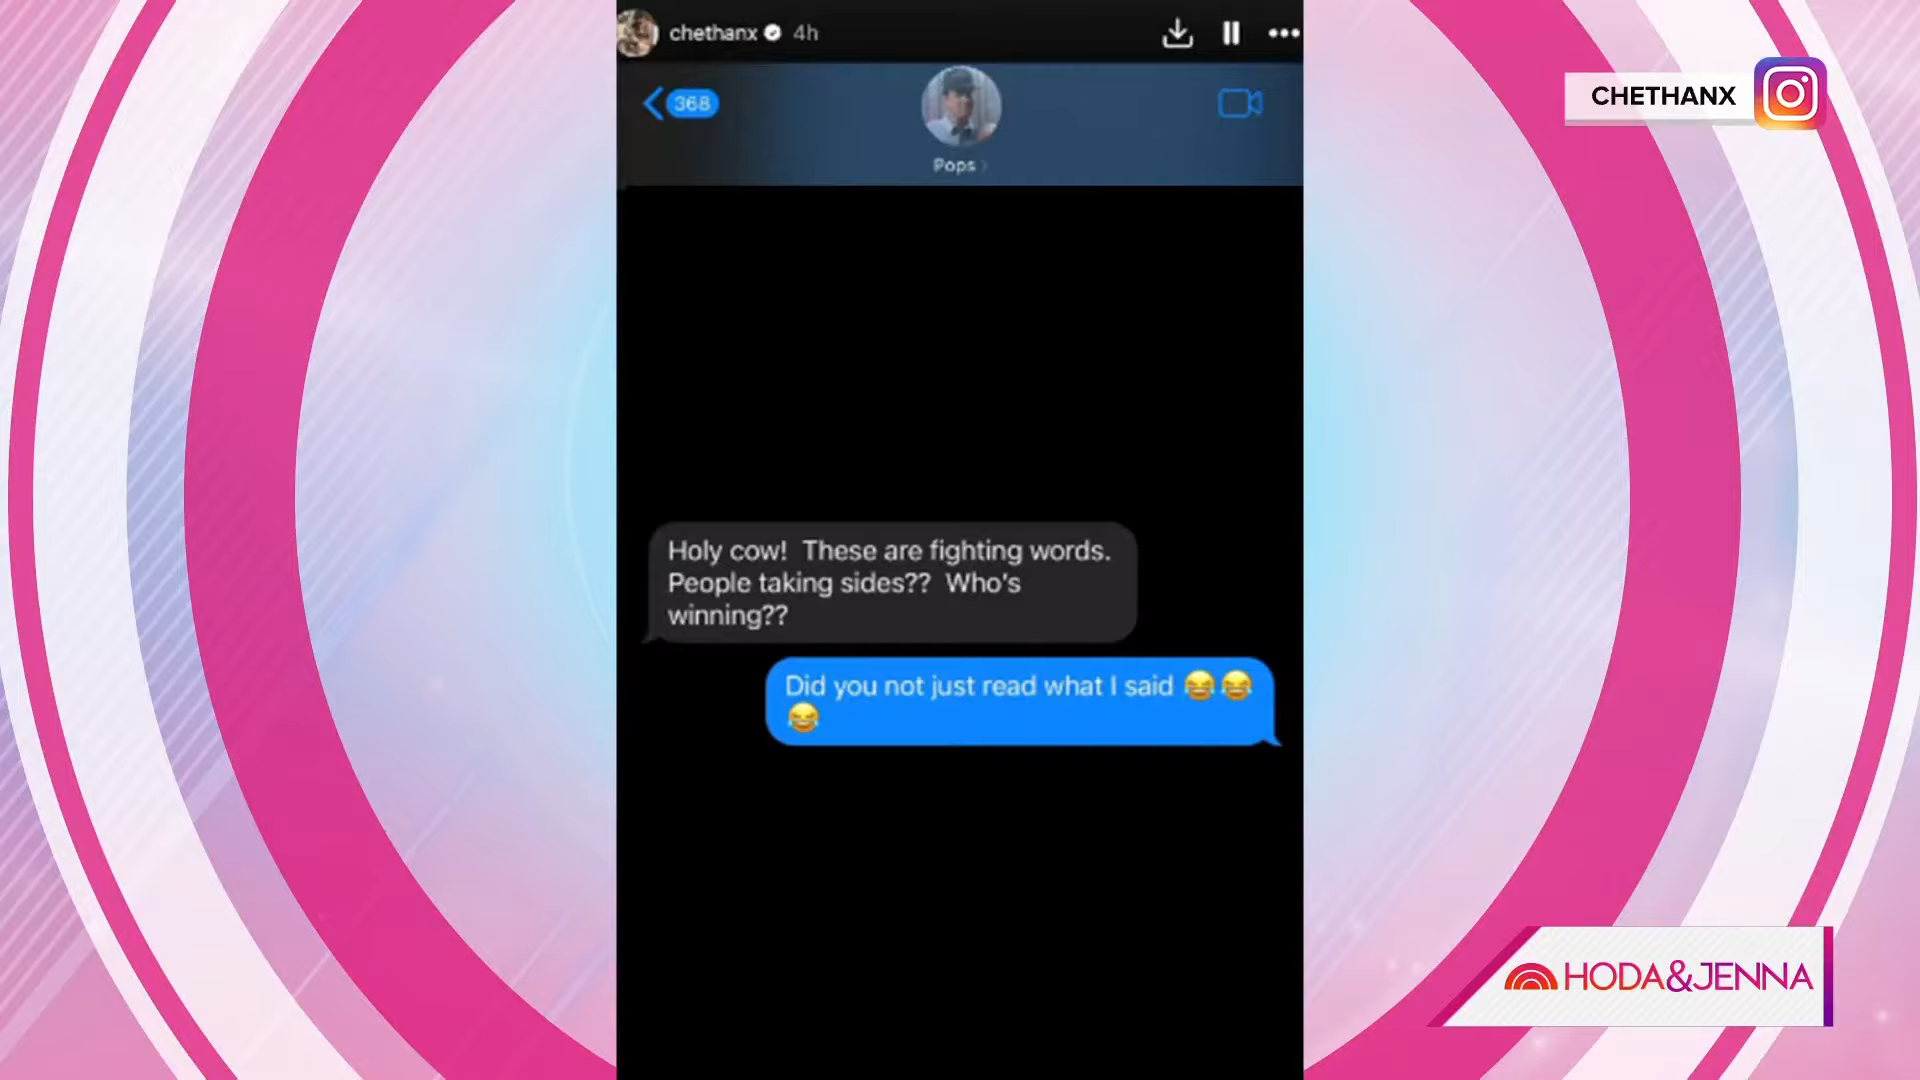 chethanx 4h
CHETHANX
368
Pops
Holy cow! These are fighting words.
People taking sides?? Who's
winning??
Did you not just read what I said 😂😂
😂
HODA&JENNA